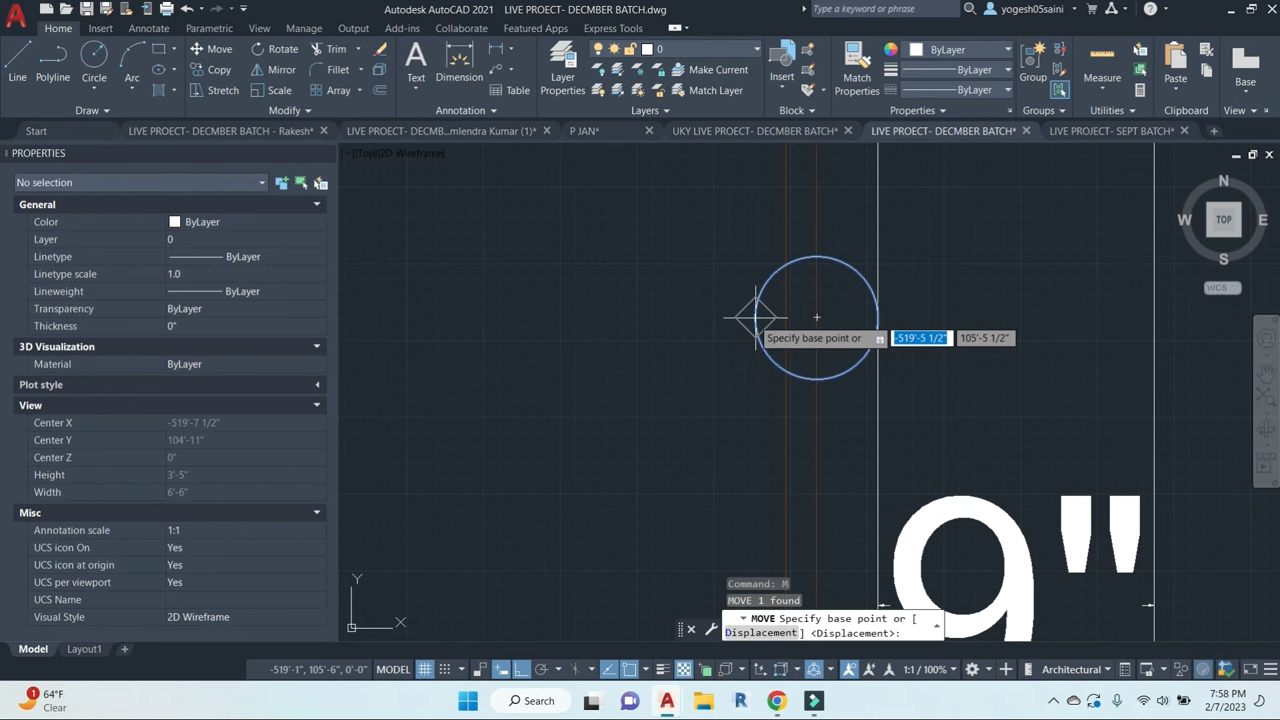 Autodesk AutoCAD 2021 LIVE PROECT- DECMBER BATCH.dwg
Type a keyword or phrase
yogesh05saini
Home Insert Annotate Parametric View Manage Output Add-ins Collaborate Featured Apps Express Tools
Line Polyline Circle Arc
Move Rotate Trim
Copy Mirror Fillet
Stretch Scale Array
Text Dimension Table
Layer Properties
0
Make Current
Match Layer
Insert
Match Properties
ByLayer
ByLayer
ByLayer
Group
Measure
Paste
Base
Draw Modify Annotation Layers Block Properties Groups Utilities Clipboard View
Start LIVE PROECT- DECMBER BATCH - Rakesh* LIVE PROECT- DECMB...mlendra Kumar (1)* P JAN* UKY LIVE PROECT- DECMBER BATCH* LIVE PROECT- DECMBER BATCH* LIVE PROJECT- SEPT BATCH*
PROPERTIES
[−][Top][2D Wireframe]
No selection
General
Color ByLayer
Layer 0
Linetype ByLayer
Linetype scale 1.0
Lineweight ByLayer
Transparency ByLayer
Thickness 0"
3D Visualization
Material ByLayer
Plot style
View
Center X -519'-7 1/2"
Center Y 104'-11"
Center Z 0"
Height 3'-5"
Width 6'-6"
Misc
Annotation scale 1:1
UCS icon On Yes
UCS icon at origin Yes
UCS per viewport Yes
UCS Name
Visual Style 2D Wireframe
N
W TOP E
S
WCS
Specify base point or -519'-5 1/2" 105'-5 1/2"
9"
Y
X
Command: M
MOVE 1 found
MOVE Specify base point or [
Displacement] <Displacement>:
Model Layout1
-519'-1", 105'-6", 0'-0" MODEL 1:1 / 100% Architectural
1
64°F
Clear
Search
7:58 PM
2/7/2023